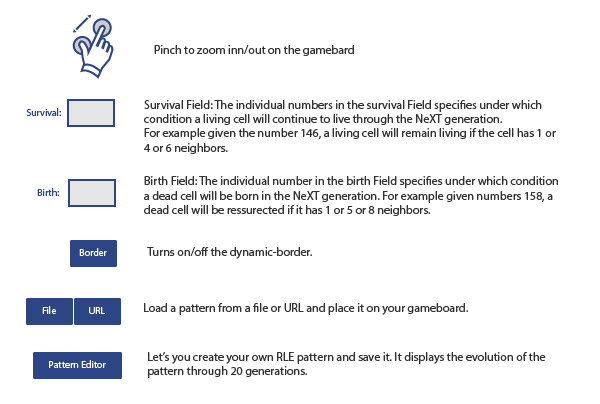 Pinch to zoom inn/out on the gamebard
Survival:
Survival Field: The individual numbers in the survival Field specifies under which
condition a living cell will continue to live through the NeXT generation.
For example given the number 146, a living cell will remain living if the cell has 1 or
4 or 6 neighbors.
Birth:
Birth Field: The individual number in the birth Field specifies under which condition
a dead cell will be born in the NeXT generation. For example given numbers 158, a
dead cell will be ressurected if it has 1 or 5 or 8 neighbors.
Border
Turns on/off the dynamic-border.
File URL
Load a pattern from a file or URL and place it on your gameboard.
Pattern Editor
Let's you create your own RLE pattern and save it. It displays the evolution of the
pattern through 20 generations.